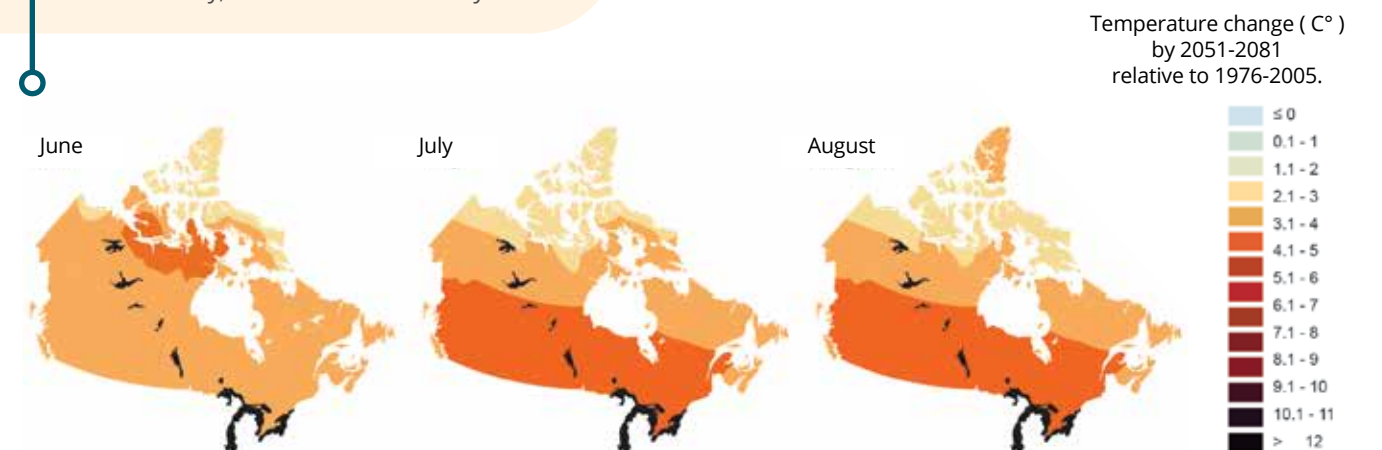 Temperature change ( C° )
by 2051-2081
relative to 1976-2005.
June
July
August
≤ 0
0.1 - 1
1.1 - 2
2.1 - 3
3.1 - 4
4.1 - 5
5.1 - 6
6.1 - 7
7.1 - 8
8.1 - 9
9.1 - 10
10.1 - 11
> 12